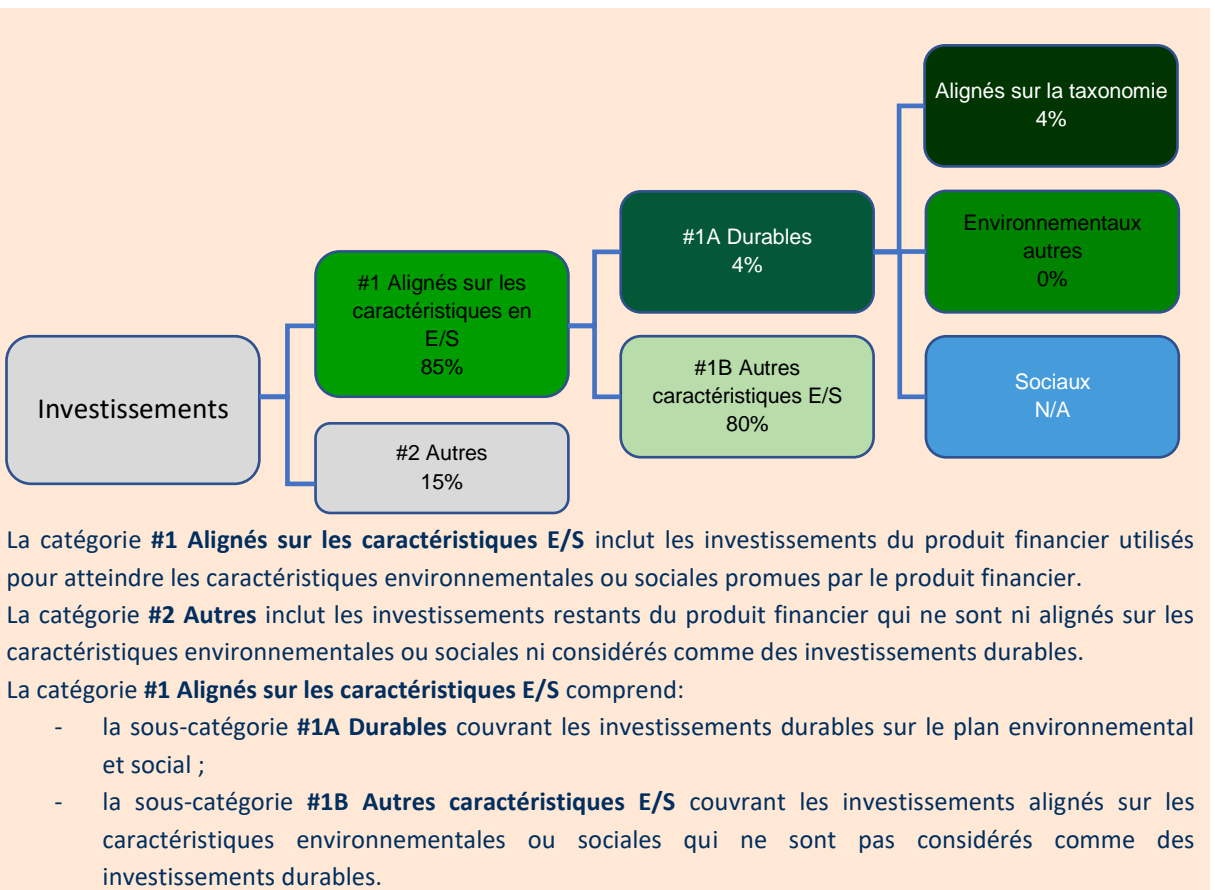 Alignés sur la taxonomie
4%
#1A Durables
4%
Environnementaux
autres
0%
#1 Alignés sur les
caractéristiques en
E/S
85%
Investissements
#1B Autres
caractéristiques E/S
80%
Sociaux
N/A
#2 Autres
15%
La catégorie #1 Alignés sur les caractéristiques E/S inclut les investissements du produit financier utilisés
pour atteindre les caractéristiques environnementales ou sociales promues par le produit financier.
La catégorie #2 Autres inclut les investissements restants du produit financier qui ne sont ni alignés sur les
caractéristiques environnementales ou sociales ni considérés comme des investissements durables.
La catégorie #1 Alignés sur les caractéristiques E/S comprend:
- la sous-catégorie #1A Durables couvrant les investissements durables sur le plan environnemental
et social ;
- la sous-catégorie #1B Autres caractéristiques E/S couvrant les investissements alignés sur les
caractéristiques environnementales ou sociales qui ne sont pas considérés comme des
investissements durables.